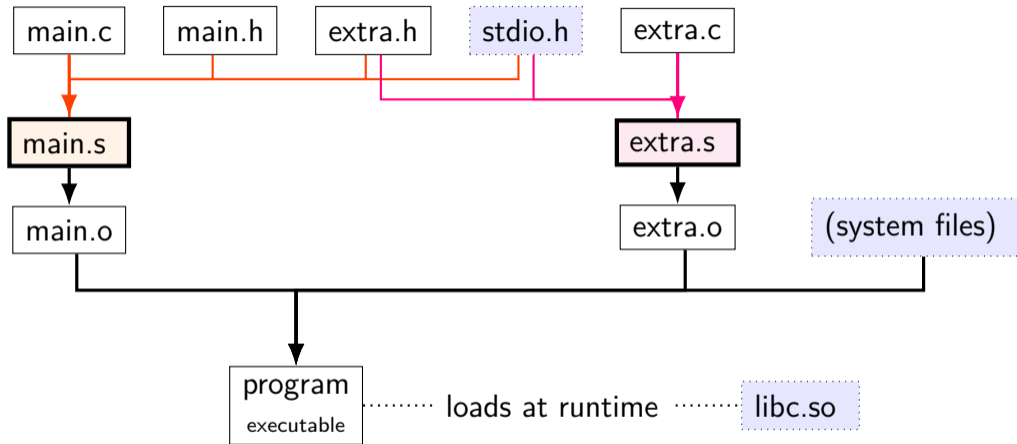 main.c
main.h
extra.h
stdio.h
extra.c
main.s
extra.s
main.o
extra.o
(system files)
program
executable
loads at runtime
libc.so